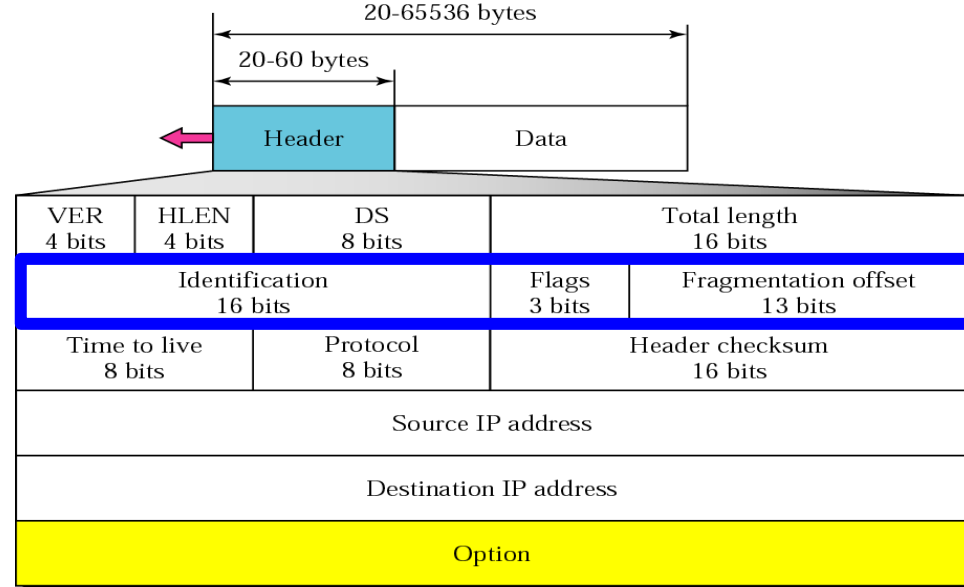 20-65536 bytes
20-60 bytes
Header
Data
VER
4 bits
HLEN
4 bits
DS
8 bits
Total length
16 bits
Identification
16 bits
Flags
3 bits
Fragmentation offset
13 bits
Time to live
8 bits
Protocol
8 bits
Header checksum
16 bits
Source IP address
Destination IP address
Option